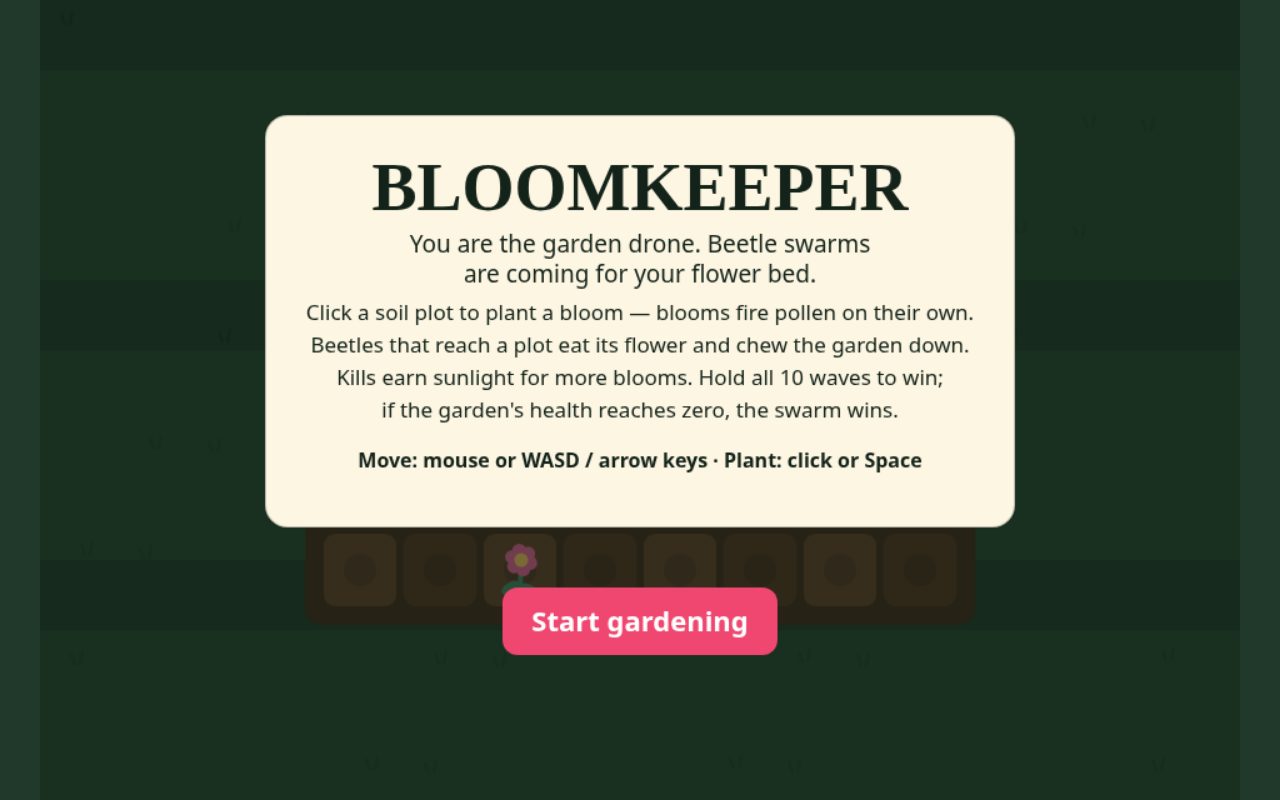 BLOOMKEEPER
You are the garden drone. Beetle swarms
are coming for your flower bed.
Click a soil plot to plant a bloom — blooms fire pollen on their own.
Beetles that reach a plot eat its flower and chew the garden down.
Kills earn sunlight for more blooms. Hold all 10 waves to win;
if the garden's health reaches zero, the swarm wins.
Move: mouse or WASD / arrow keys · Plant: click or Space
Start gardening